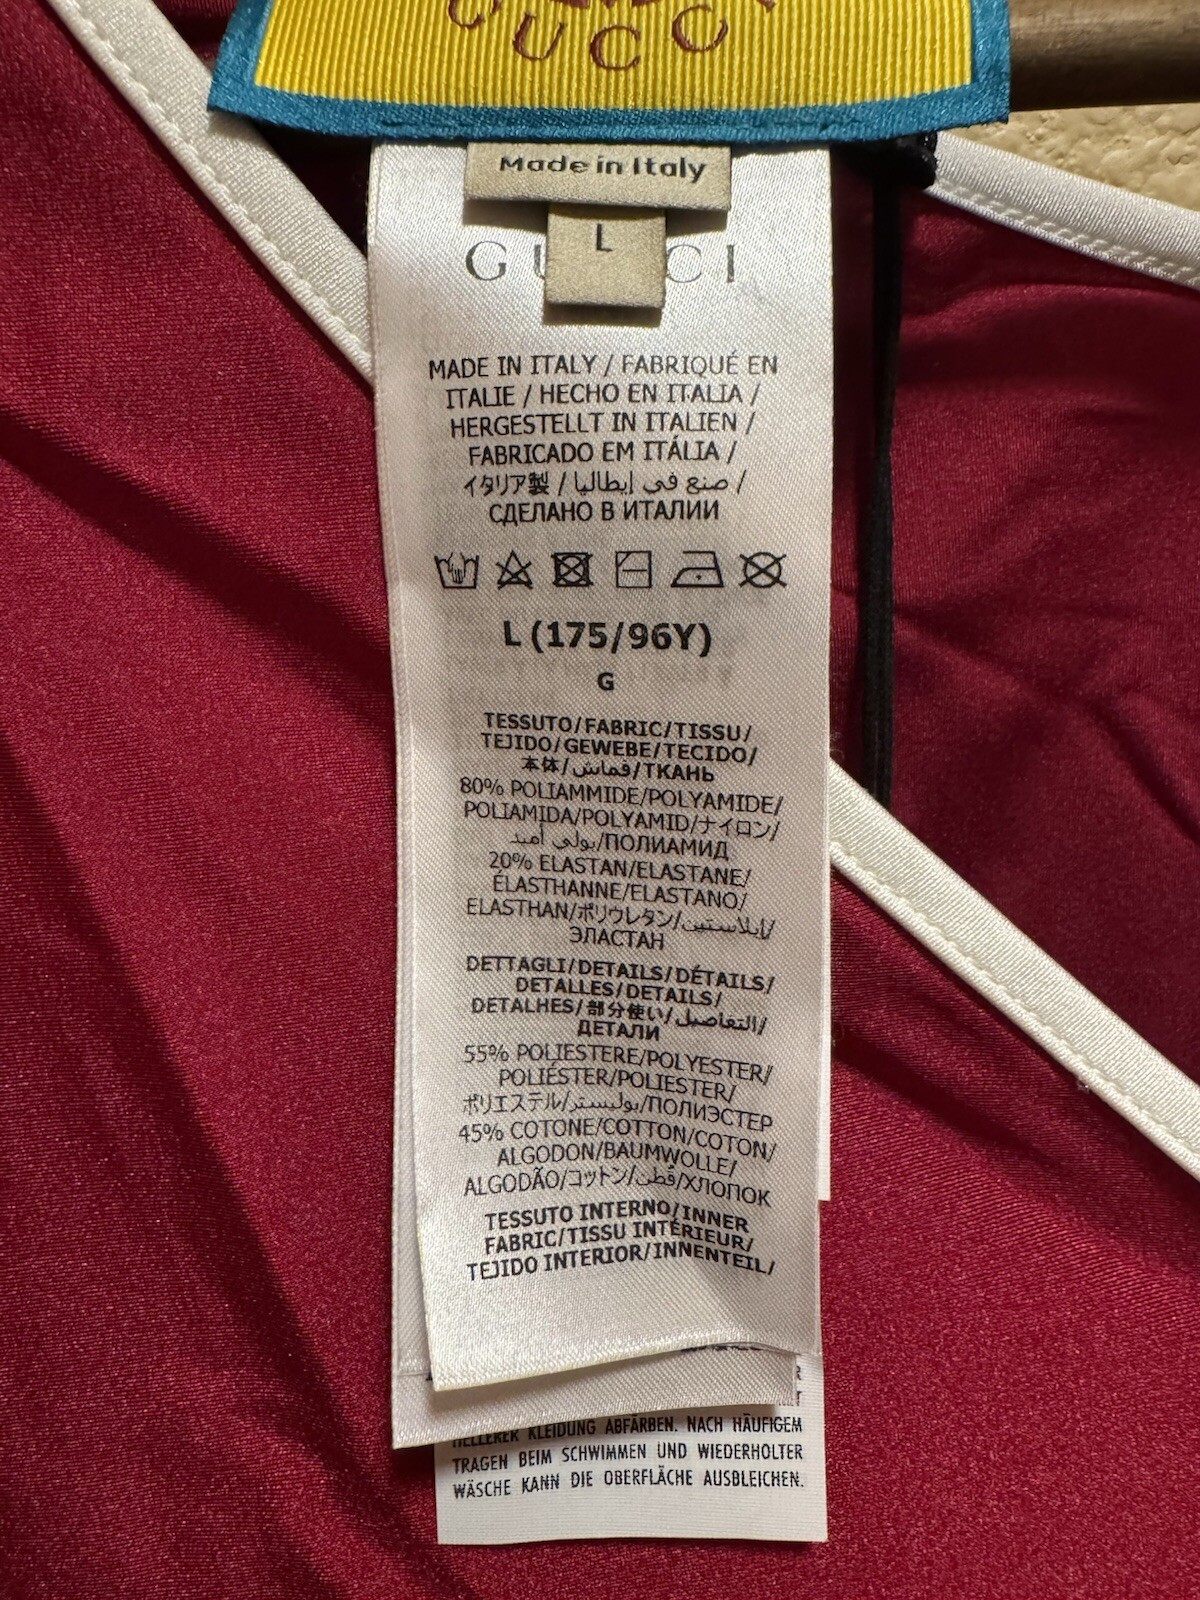 GUCCI
Made in Italy
L
GUCCI
MADE IN ITALY / FABRIQUÉ EN
ITALIE / HECHO EN ITALIA /
HERGESTELLT IN ITALIEN /
FABRICADO EM ITÁLIA /
イタリア製 / صنع في إيطاليا /
СДЕЛАНО В ИТАЛИИ
L (175/96Y)
G
TESSUTO/FABRIC/TISSU/
TEJIDO/GEWEBE/TECIDO/
本体/قماش/ТКАНЬ
80% POLIAMMIDE/POLYAMIDE/
POLIAMIDA/POLYAMID/ナイロン/
بولي أميد/ПОЛИАМИД
20% ELASTAN/ELASTANE/
ÉLASTHANNE/ELASTANO/
ELASTHAN/ポリウレタン/إيلاستين/
ЭЛАСТАН
DETTAGLI/DETAILS/DÉTAILS/
DETALLES/DETAILS/
DETALHES/部分使い/التفاصيل/
ДЕТАЛИ
55% POLIESTERE/POLYESTER/
POLIÉSTER/POLIESTER/
ポリエステル/بوليستر/ПОЛИЭСТЕР
45% COTONE/COTTON/COTON/
ALGODON/BAUMWOLLE/
ALGODÃO/コットン/قطن/ХЛОПОК
TESSUTO INTERNO/INNER
FABRIC/TISSU INTÉRIEUR/
TEJIDO INTERIOR/INNENTEIL/
HELLERER KLEIDUNG ABFÄRBEN. NACH HÄUFIGEM
TRAGEN BEIM SCHWIMMEN UND WIEDERHOLTER
WÄSCHE KANN DIE OBERFLÄCHE AUSBLEICHEN.